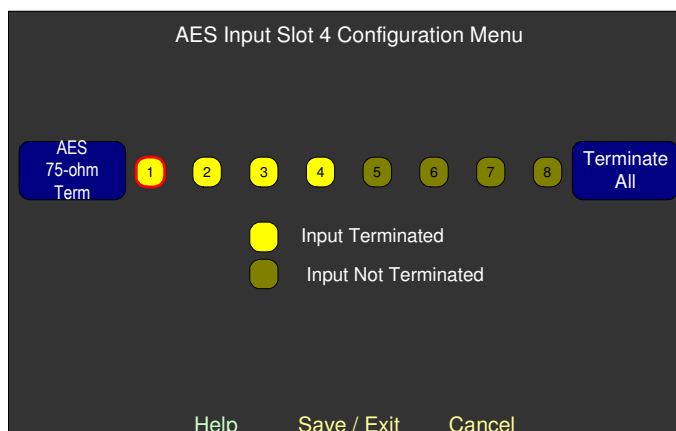 AES Input Slot 4 Configuration Menu
AES
75-ohm
Term
1 2 3 4 5 6 7 8
Terminate
All
Input Terminated
Input Not Terminated
Help Save / Exit Cancel